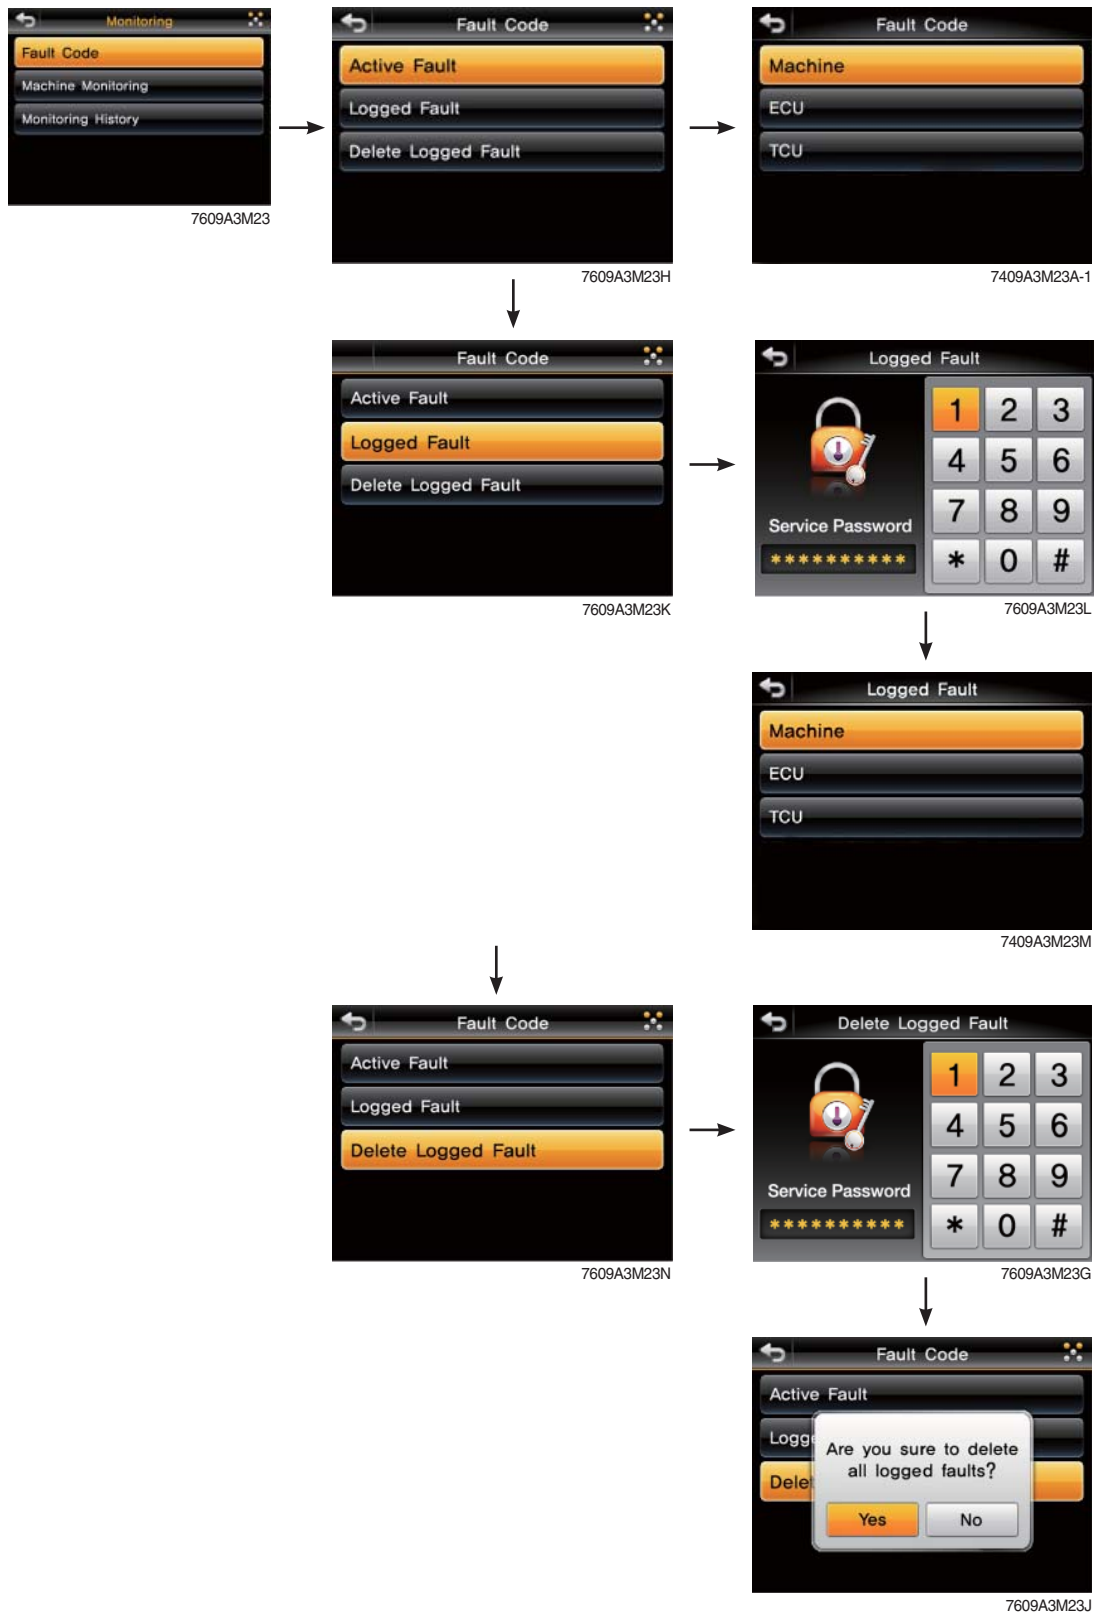 Monitoring
Fault Code
Machine Monitoring
Monitoring History
7609A3M23
Fault Code
Active Fault
Logged Fault
Delete Logged Fault
7609A3M23H
Fault Code
Machine
ECU
TCU
7409A3M23A-1
Fault Code
Active Fault
Logged Fault
Delete Logged Fault
7609A3M23K
Logged Fault
1 2 3
4 5 6
7 8 9
* 0 #
Service Password
**********
7609A3M23L
Logged Fault
Machine
ECU
TCU
7409A3M23M
Fault Code
Active Fault
Logged Fault
Delete Logged Fault
7609A3M23N
Delete Logged Fault
1 2 3
4 5 6
7 8 9
* 0 #
Service Password
**********
7609A3M23G
Fault Code
Active Fault
Logge
Delet
Are you sure to delete
all logged faults?
Yes No
7609A3M23J